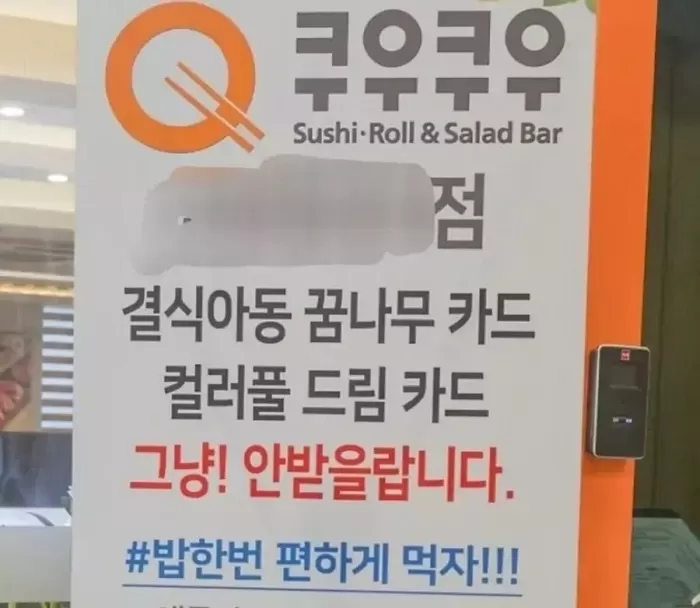 쿠우쿠우
Sushi·Roll & Salad Bar
점
결식아동 꿈나무 카드
컬러풀 드림 카드
그냥! 안받을랍니다.
#밥한번 편하게 먹자!!!